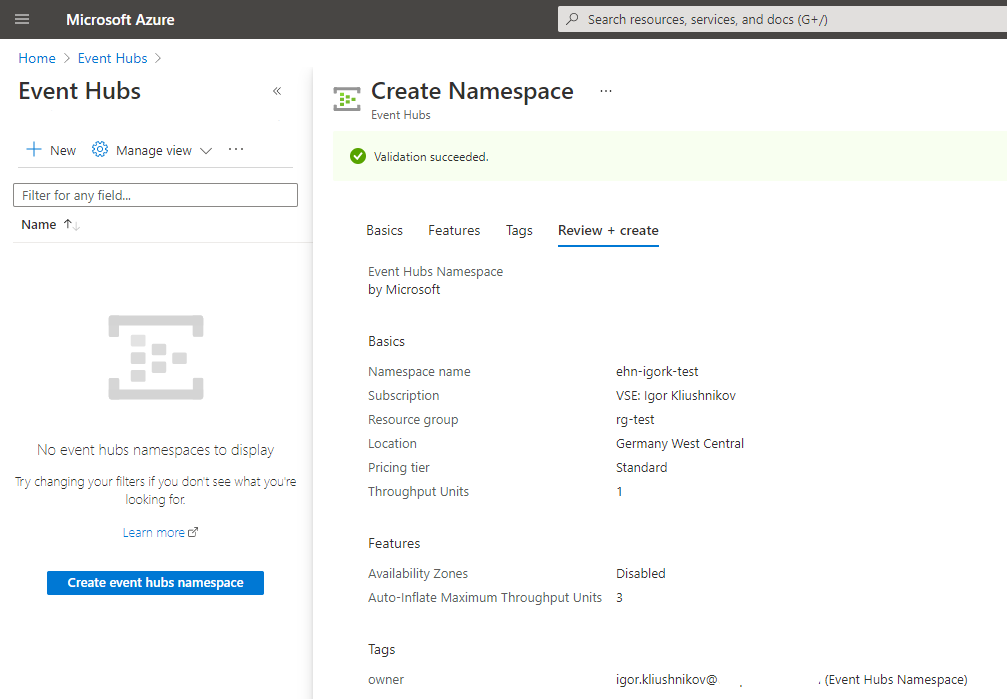 Microsoft Azure
Search resources, services, and docs (G+/)
Home > Event Hubs >
Event Hubs
«
New
Manage view
...
Filter for any field...
Name ↑↓
No event hubs namespaces to display
Try changing your filters if you don't see what you're
looking for.
Learn more
Create event hubs namespace
Create Namespace ...
Event Hubs
Validation succeeded.
Basics Features Tags Review + create
Event Hubs Namespace
by Microsoft
Basics
Namespace name ehn-igork-test
Subscription VSE: Igor Kliushnikov
Resource group rg-test
Location Germany West Central
Pricing tier Standard
Throughput Units 1
Features
Availability Zones Disabled
Auto-Inflate Maximum Throughput Units 3
Tags
owner igor.kliushnikov@ . (Event Hubs Namespace)